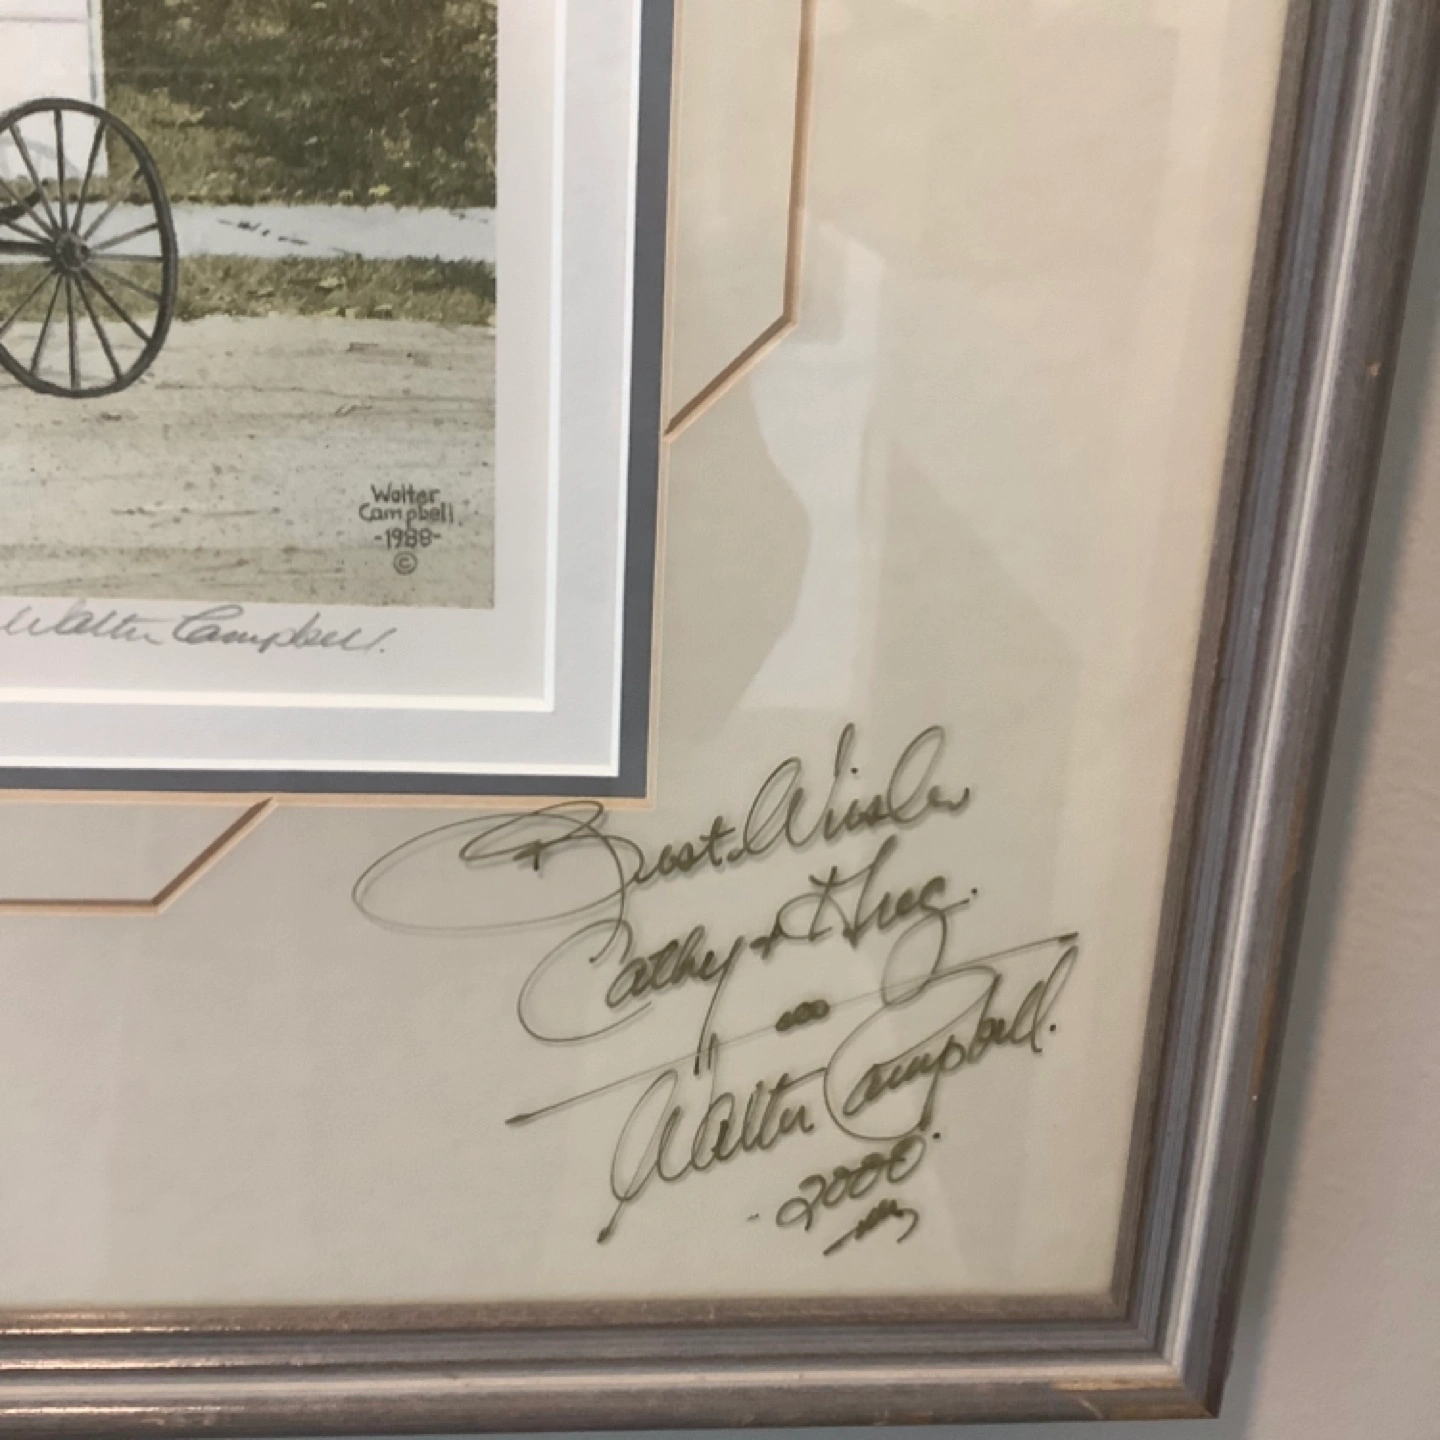 Walter
Campbell.
-1988-
©
Walter Campbell.
Best Wishes
Cathy + Greg.
Walter Campbell.
- 2000 -